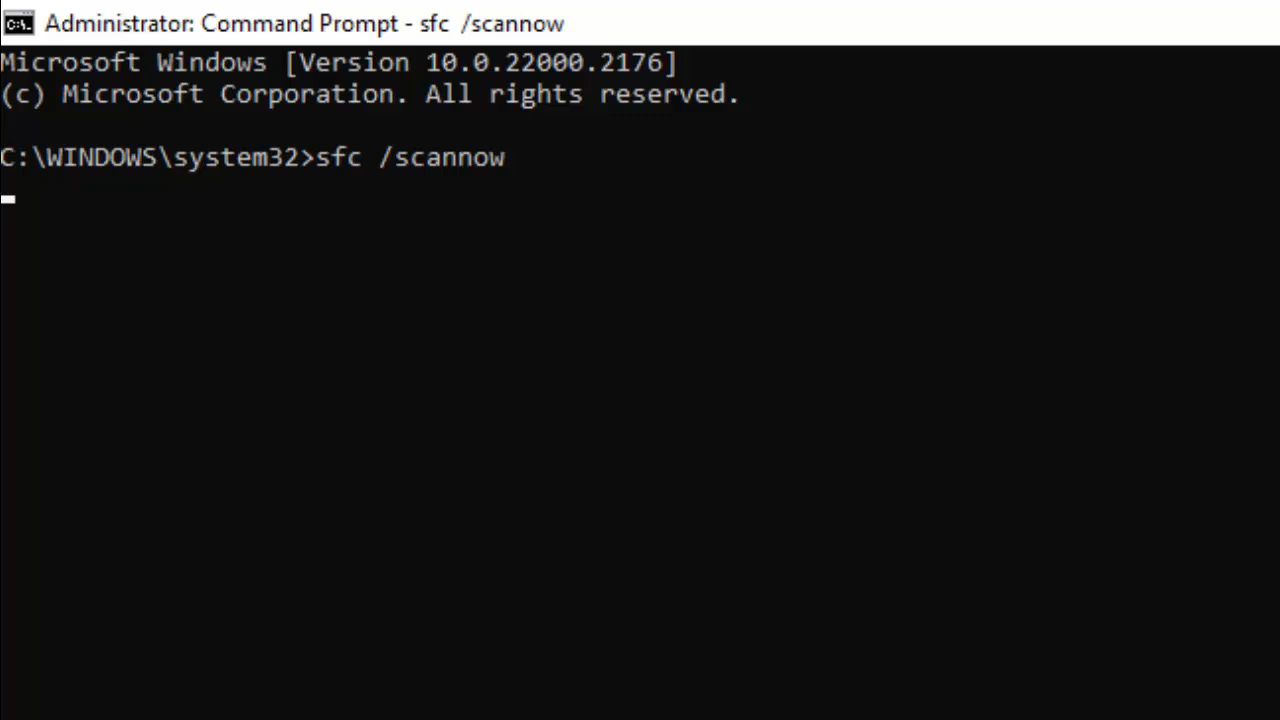 Administrator: Command Prompt - sfc  /scannow
Microsoft Windows [Version 10.0.22000.2176]
(c) Microsoft Corporation. All rights reserved.
C:\WINDOWS\system32>sfc /scannow